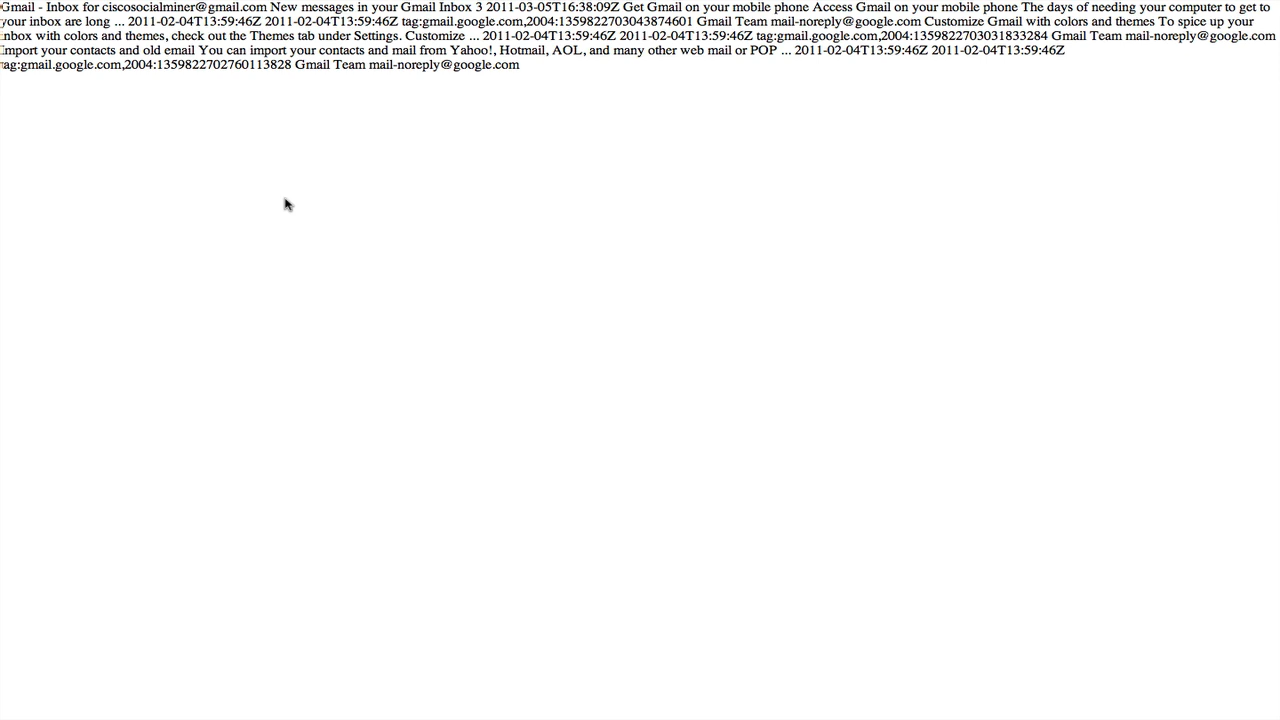 Gmail - Inbox for ciscosocialminer@gmail.com New messages in your Gmail Inbox 3 2011-03-05T16:38:09Z Get Gmail on your mobile phone Access Gmail on your mobile phone The days of needing your computer to get to
your inbox are long ... 2011-02-04T13:59:46Z 2011-02-04T13:59:46Z tag:gmail.google.com,2004:1359822703043874601 Gmail Team mail-noreply@google.com Customize Gmail with colors and themes To spice up your
inbox with colors and themes, check out the Themes tab under Settings. Customize ... 2011-02-04T13:59:46Z 2011-02-04T13:59:46Z tag:gmail.google.com,2004:1359822703031833284 Gmail Team mail-noreply@google.com
Import your contacts and old email You can import your contacts and mail from Yahoo!, Hotmail, AOL, and many other web mail or POP ... 2011-02-04T13:59:46Z 2011-02-04T13:59:46Z
tag:gmail.google.com,2004:1359822702760113828 Gmail Team mail-noreply@google.com